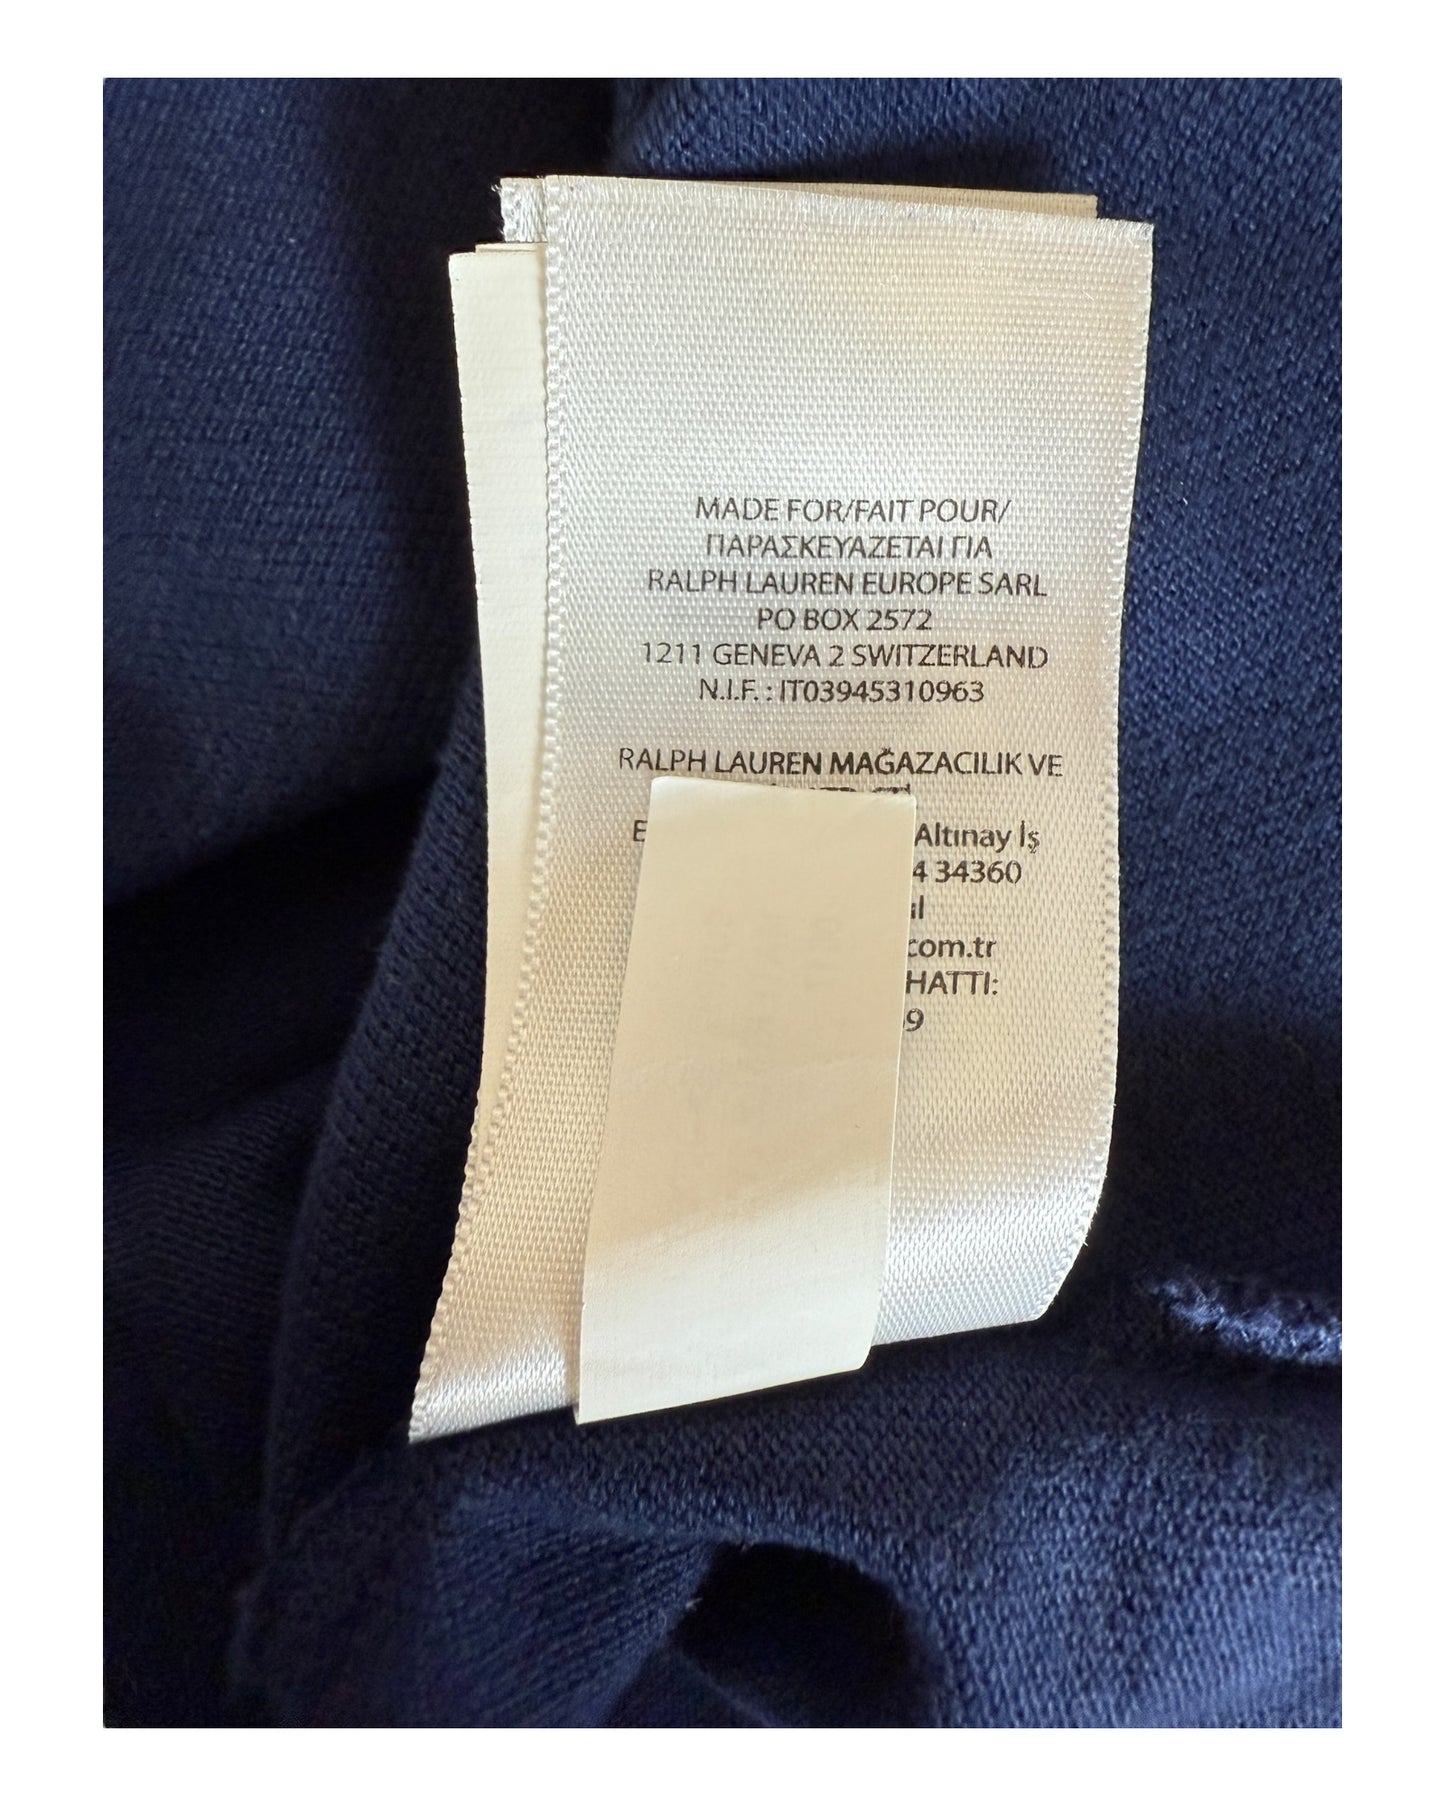 MADE FOR/FAIT POUR/
ΠΑΡΑΣΚΕΥΑΖΕΤΑΙ ΓΙΑ
RALPH LAUREN EUROPE SARL
PO BOX 2572
1211 GENEVA 2 SWITZERLAND
N.I.F. : IT03945310963
RALPH LAUREN MAĞAZACILIK VE
Altınay İş
4 34360
com.tr
HATTI:
9